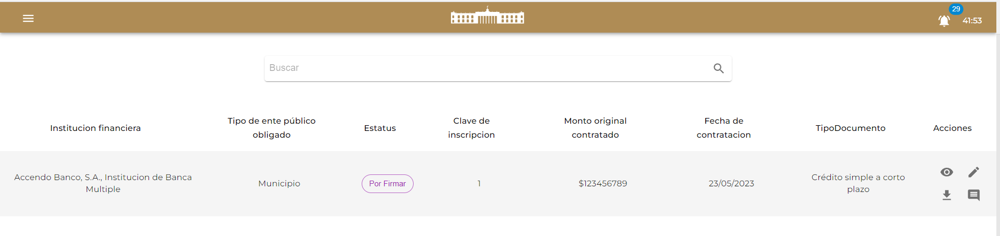 29
41:53
Buscar
Institucion financiera
Tipo de ente público
obligado
Estatus
Clave de
inscripcion
Monto original
contratado
Fecha de
contratacion
TipoDocumento
Acciones
Accendo Banco, S.A., Institucion de Banca
Multiple
Municipio
Por Firmar
1
$123456789
23/05/2023
Crédito simple a corto
plazo